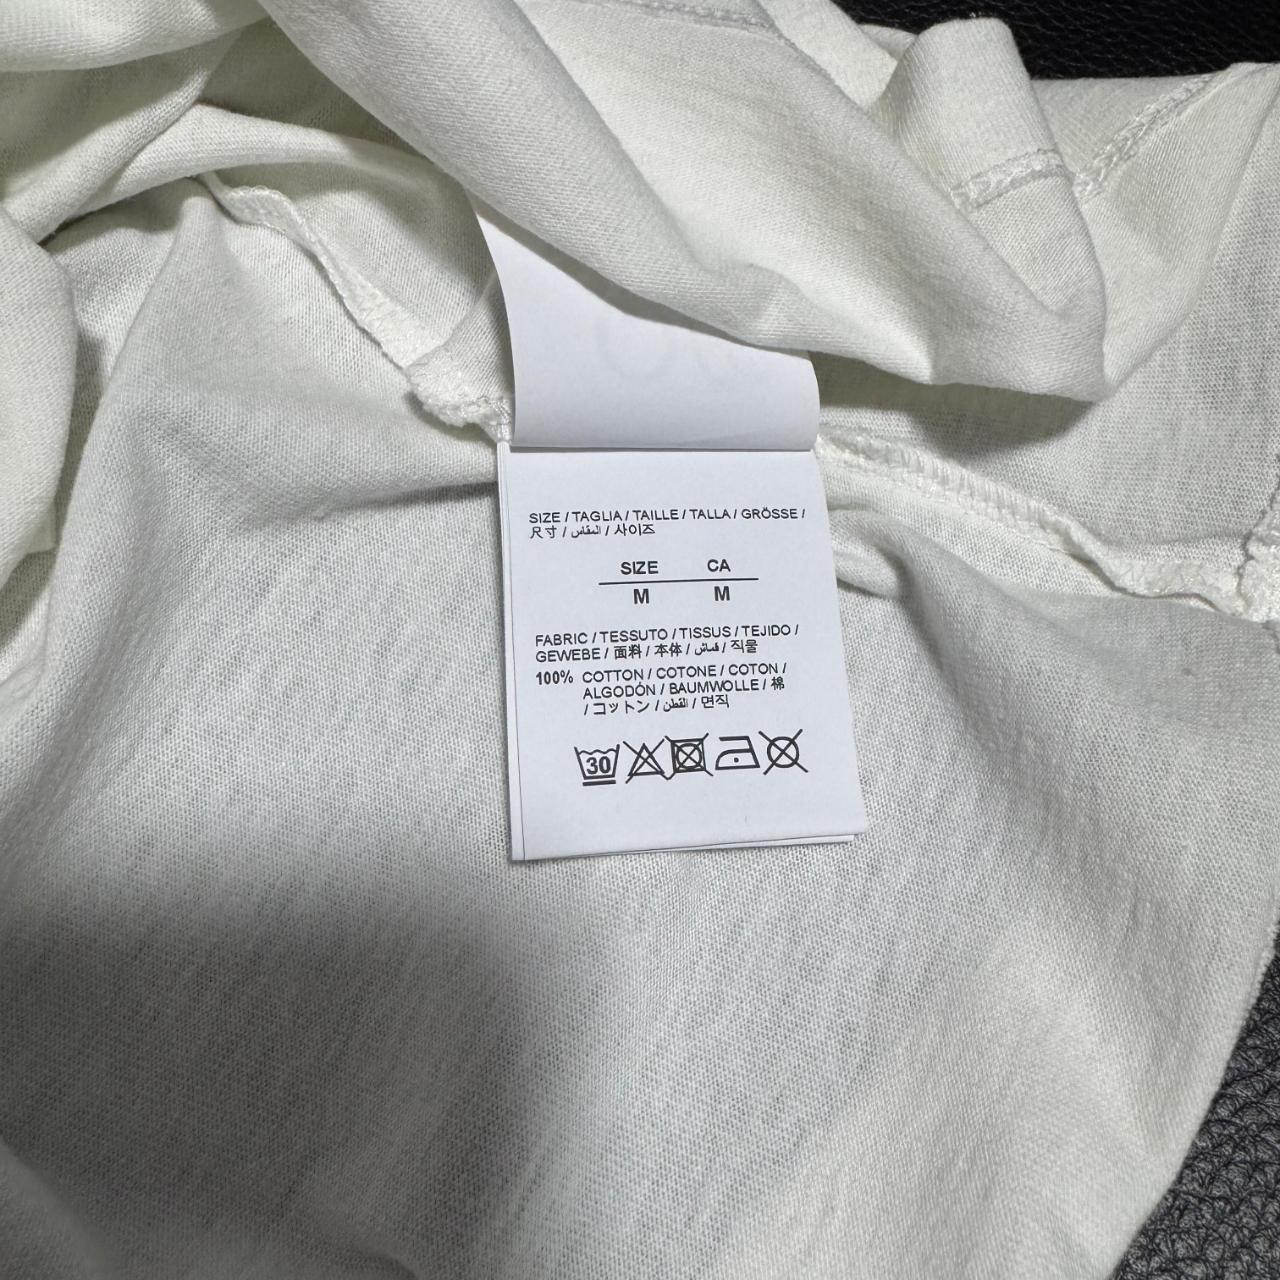 SIZE / TAGLIA / TAILLE / TALLA / GRÖSSE /
尺寸 / المقاس / 사이즈
SIZE CA
M M
FABRIC / TESSUTO / TISSUS / TEJIDO /
GEWEBE / 面料 / 本体 / قماش / 직물
100% COTTON / COTONE / COTON /
ALGODÓN / BAUMWOLLE / 棉
/ コットン / القطن / 면직
30